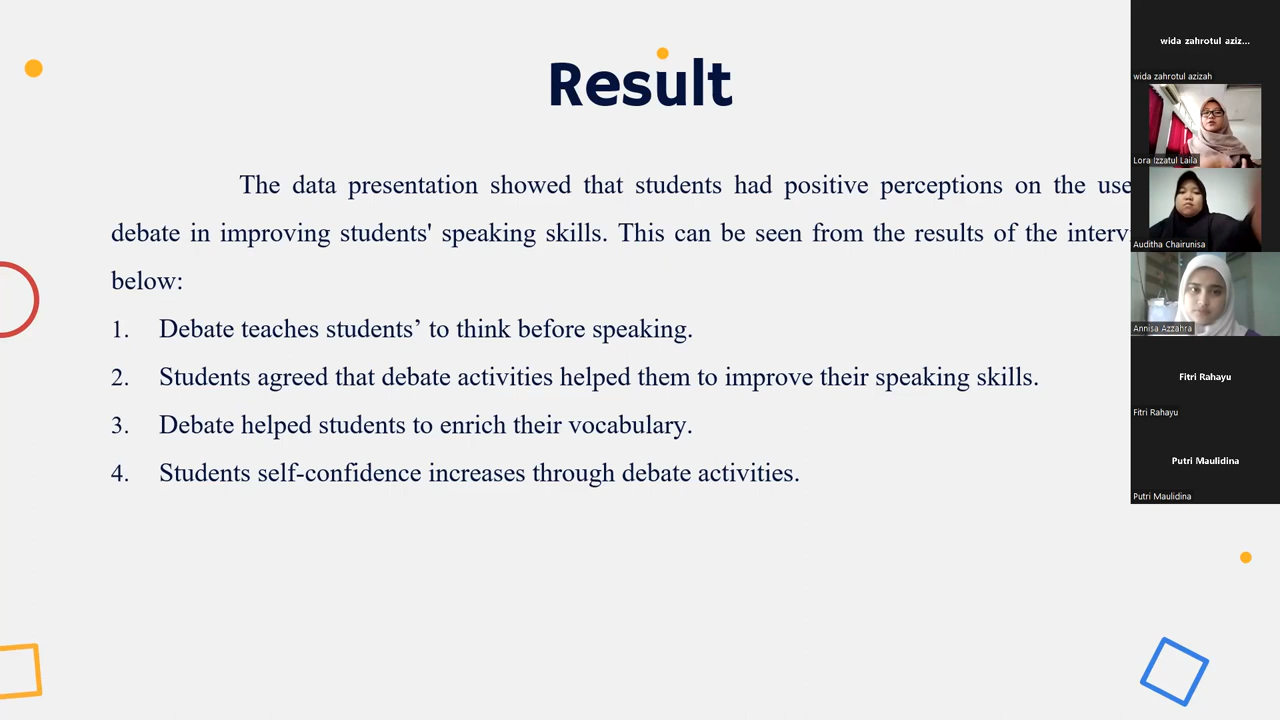 Result
The data presentation showed that students had positive perceptions on the use
debate in improving students' speaking skills. This can be seen from the results of the
below:
1. Debate teaches students’ to think before speaking.
2. Students agreed that debate activities helped them to improve their speaking skills.
3. Debate helped students to enrich their vocabulary.
4. Students self-confidence increases through debate activities.
wida zahrotul aziz...
wida zahrotul azizah
Lora Izzatul Laila
Auditha Chairunisa
Annisa Azzahra
Fitri Rahayu
Fitri Rahayu
Putri Maulidina
Putri Maulidina